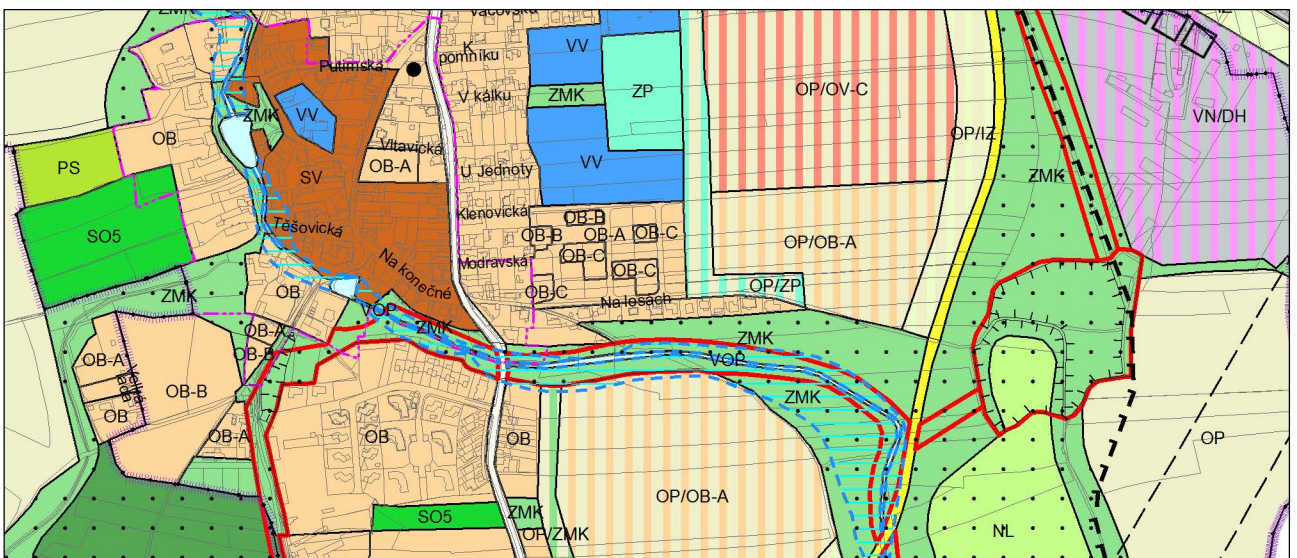 ZMK
Vacovská
K
pomníku
Putimská
VV
OB
ZMK
VV
V kálku
ZMK
ZP
OP/OV-C
OP/IZ
VN/DH
PS
Vltavická
OB-A
U Jednoty
VV
SV
ZMK
SO5
Těšovická
Klenovická
OB-B
OB-B
OB-A
OB-C
OP/OB-A
Na konečné
Modravská
OB-C
OB-C
OB-C
Na losách
OP/ZP
ZMK
OB
VOP
ZMK
ZMK
VOP
OB-A
OB-A
OB-B
Velká
lada
OB-B
OB
ZMK
OB-A
OB
OB
OP
OP/OB-A
SO5
ZMK
OP/ZMK
NL